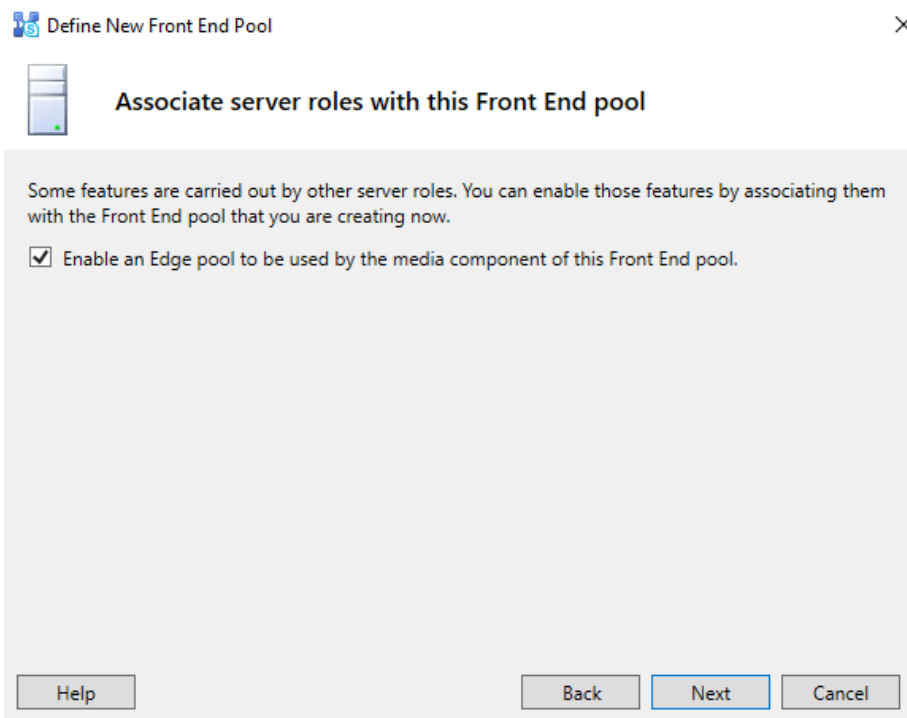 Define New Front End Pool
Associate server roles with this Front End pool
Some features are carried out by other server roles. You can enable those features by associating them
with the Front End pool that you are creating now.
Enable an Edge pool to be used by the media component of this Front End pool.
Help
Back
Next
Cancel